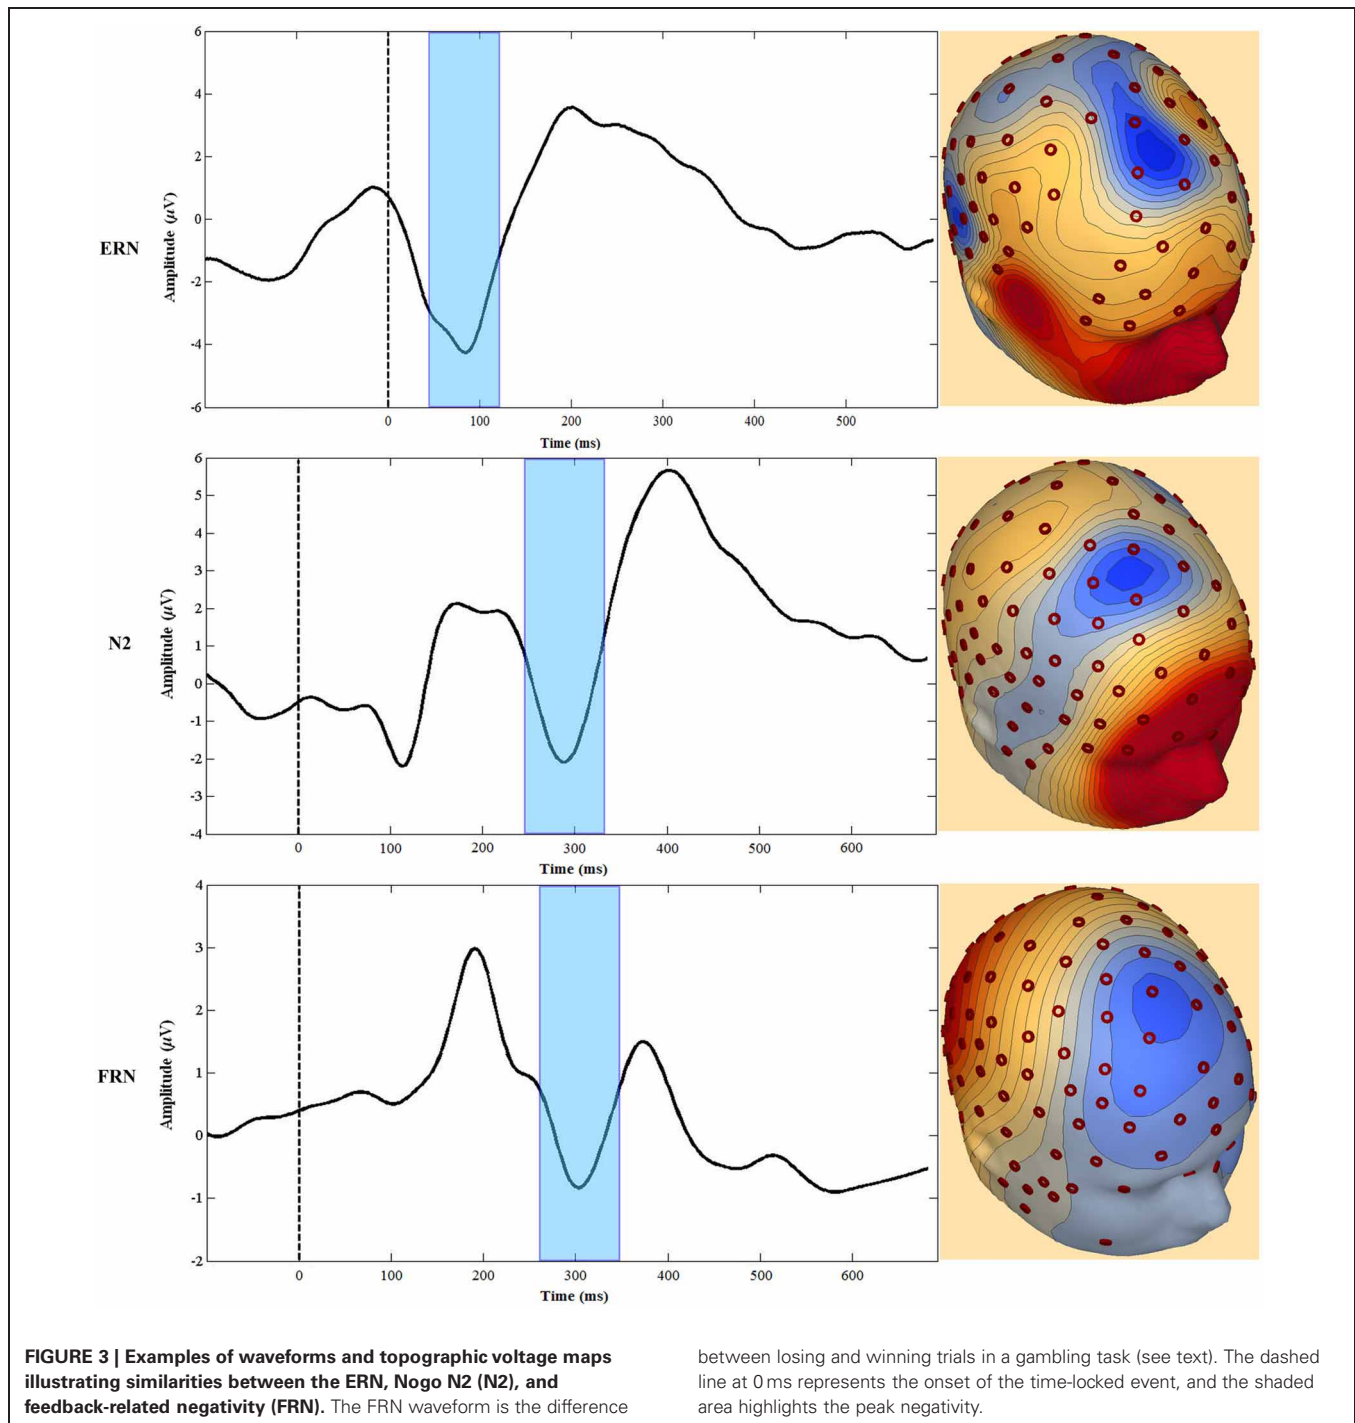 6
4
2
0
-2
-4
-6
Amplitude (µV)
ERN
0 100 200 300 400 500
Time (ms)
6
5
4
3
2
1
0
-1
-2
-3
-4
Amplitude (µV)
N2
0 100 200 300 400 500 600
Time (ms)
4
3
2
1
0
-1
-2
Amplitude (µV)
FRN
0 100 200 300 400 500 600
Time (ms)
FIGURE 3 | Examples of waveforms and topographic voltage maps
illustrating similarities between the ERN, Nogo N2 (N2), and
feedback-related negativity (FRN). The FRN waveform is the difference
between losing and winning trials in a gambling task (see text). The dashed
line at 0 ms represents the onset of the time-locked event, and the shaded
area highlights the peak negativity.